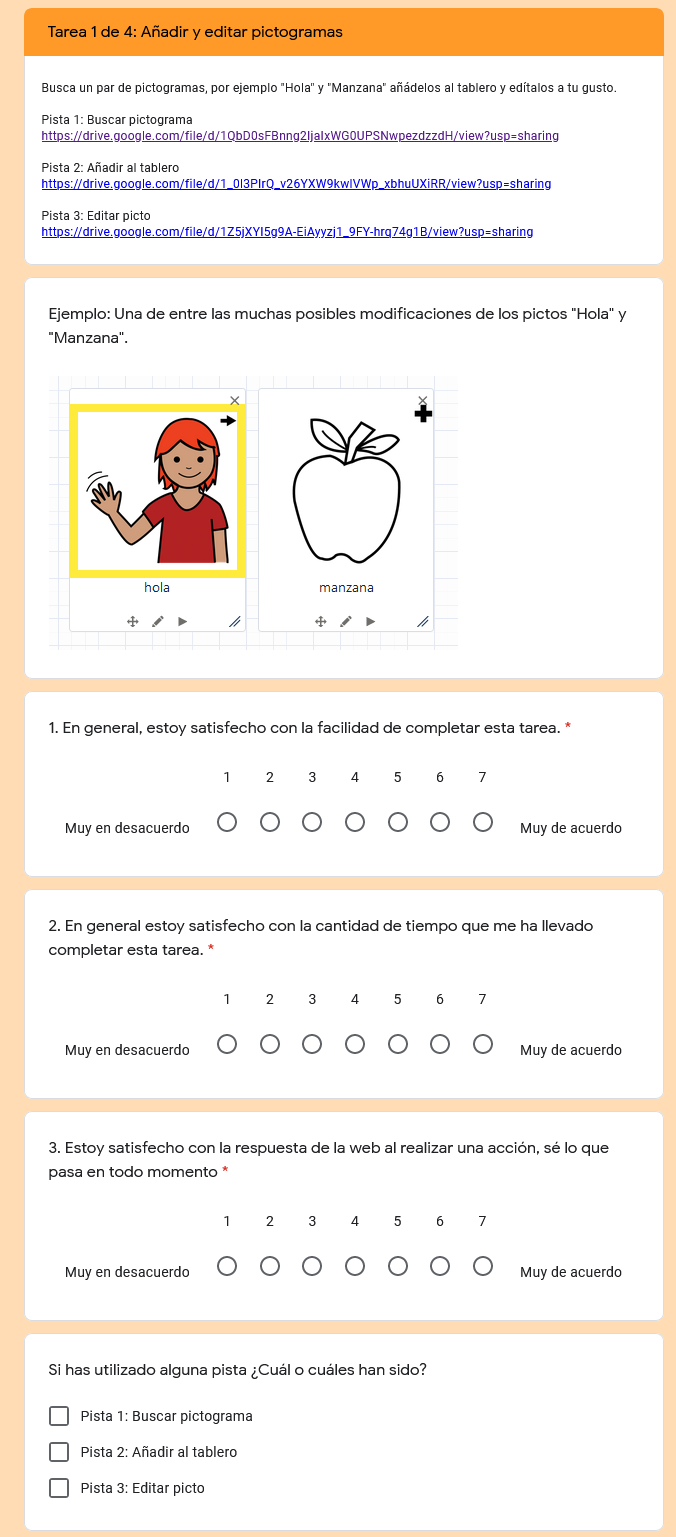 Tarea 1 de 4: Añadir y editar pictogramas
Busca un par de pictogramas, por ejemplo "Hola" y "Manzana" añádelos al tablero y edítalos a tu gusto.
Pista 1: Buscar pictograma
https://drive.google.com/file/d/1QbD0sFBnng2IjaIxWG0UPSNwpezdzzdH/view?usp=sharing
Pista 2: Añadir al tablero
https://drive.google.com/file/d/1_0I3PIrQ_v26YXW9kwIVWp_xbhuUXiRR/view?usp=sharing
Pista 3: Editar picto
https://drive.google.com/file/d/1Z5jXYI5g9A-EiAyyzj1_9FY-hrq74g1B/view?usp=sharing
Ejemplo: Una de entre las muchas posibles modificaciones de los pictos "Hola" y
"Manzana".
hola manzana
1. En general, estoy satisfecho con la facilidad de completar esta tarea. *
1 2 3 4 5 6 7
Muy en desacuerdo Muy de acuerdo
2. En general estoy satisfecho con la cantidad de tiempo que me ha llevado
completar esta tarea. *
1 2 3 4 5 6 7
Muy en desacuerdo Muy de acuerdo
3. Estoy satisfecho con la respuesta de la web al realizar una acción, sé lo que
pasa en todo momento *
1 2 3 4 5 6 7
Muy en desacuerdo Muy de acuerdo
Si has utilizado alguna pista ¿Cuál o cuáles han sido?
Pista 1: Buscar pictograma
Pista 2: Añadir al tablero
Pista 3: Editar picto